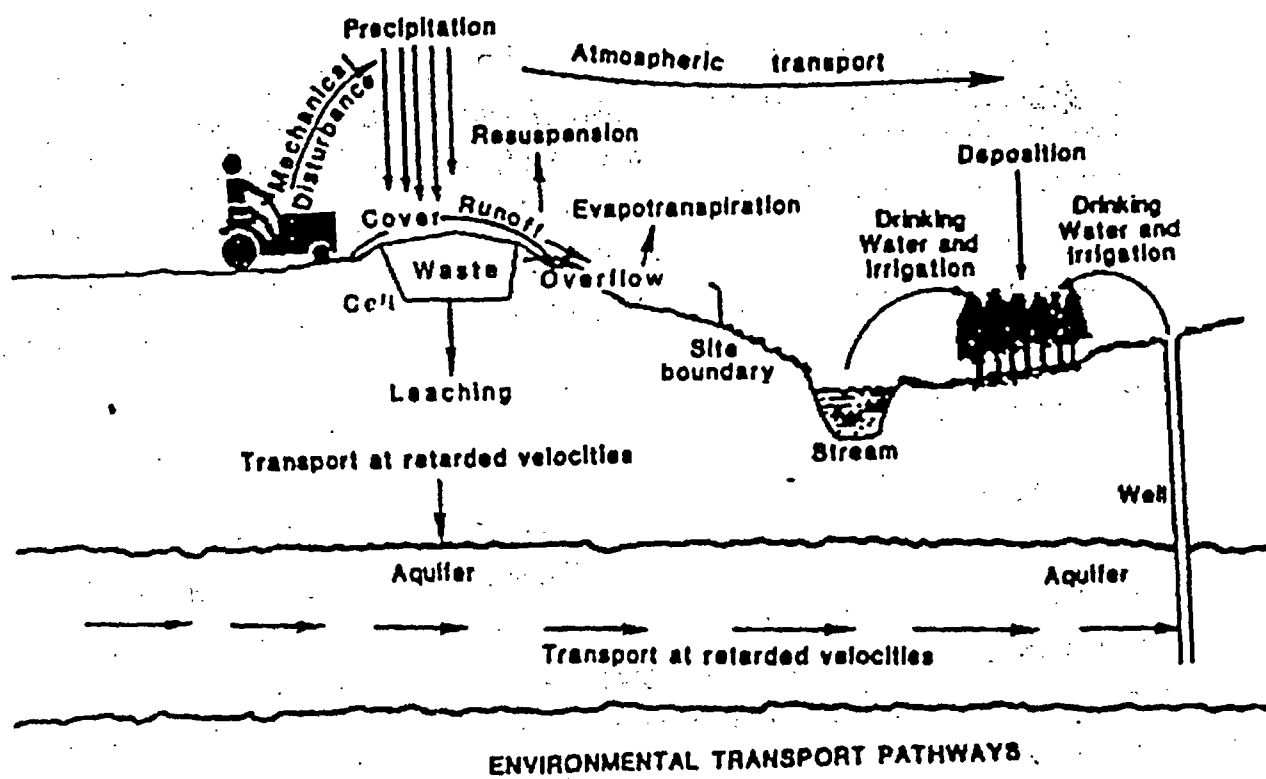 Precipitation
Atmospheric transport
Mechanical
Disturbance
Resuspension
Deposition
Cover
Runoff
Evapotranspiration
Drinking
Water and
Irrigation
Drinking
Water and
Irrigation
Waste
Overflow
Cell
Site
boundary
Leaching
Stream
Transport at retarded velocities
Well
Aquifer
Aquifer
Transport at retarded velocities
ENVIRONMENTAL TRANSPORT PATHWAYS